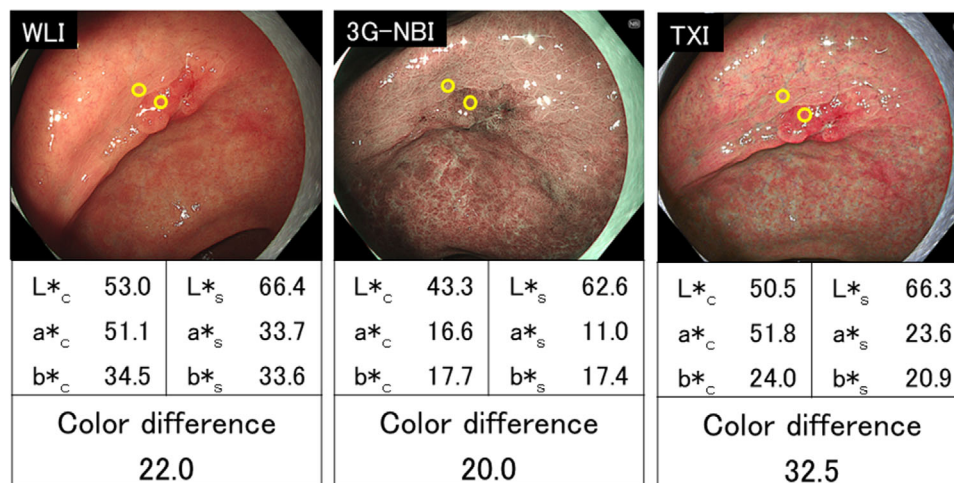 WLI
3G-NBI
NBI
TXI
L*c 53.0 L*s 66.4
a*c 51.1 a*s 33.7
b*c 34.5 b*s 33.6
Color difference
22.0
L*c 43.3 L*s 62.6
a*c 16.6 a*s 11.0
b*c 17.7 b*s 17.4
Color difference
20.0
L*c 50.5 L*s 66.3
a*c 51.8 a*s 23.6
b*c 24.0 b*s 20.9
Color difference
32.5